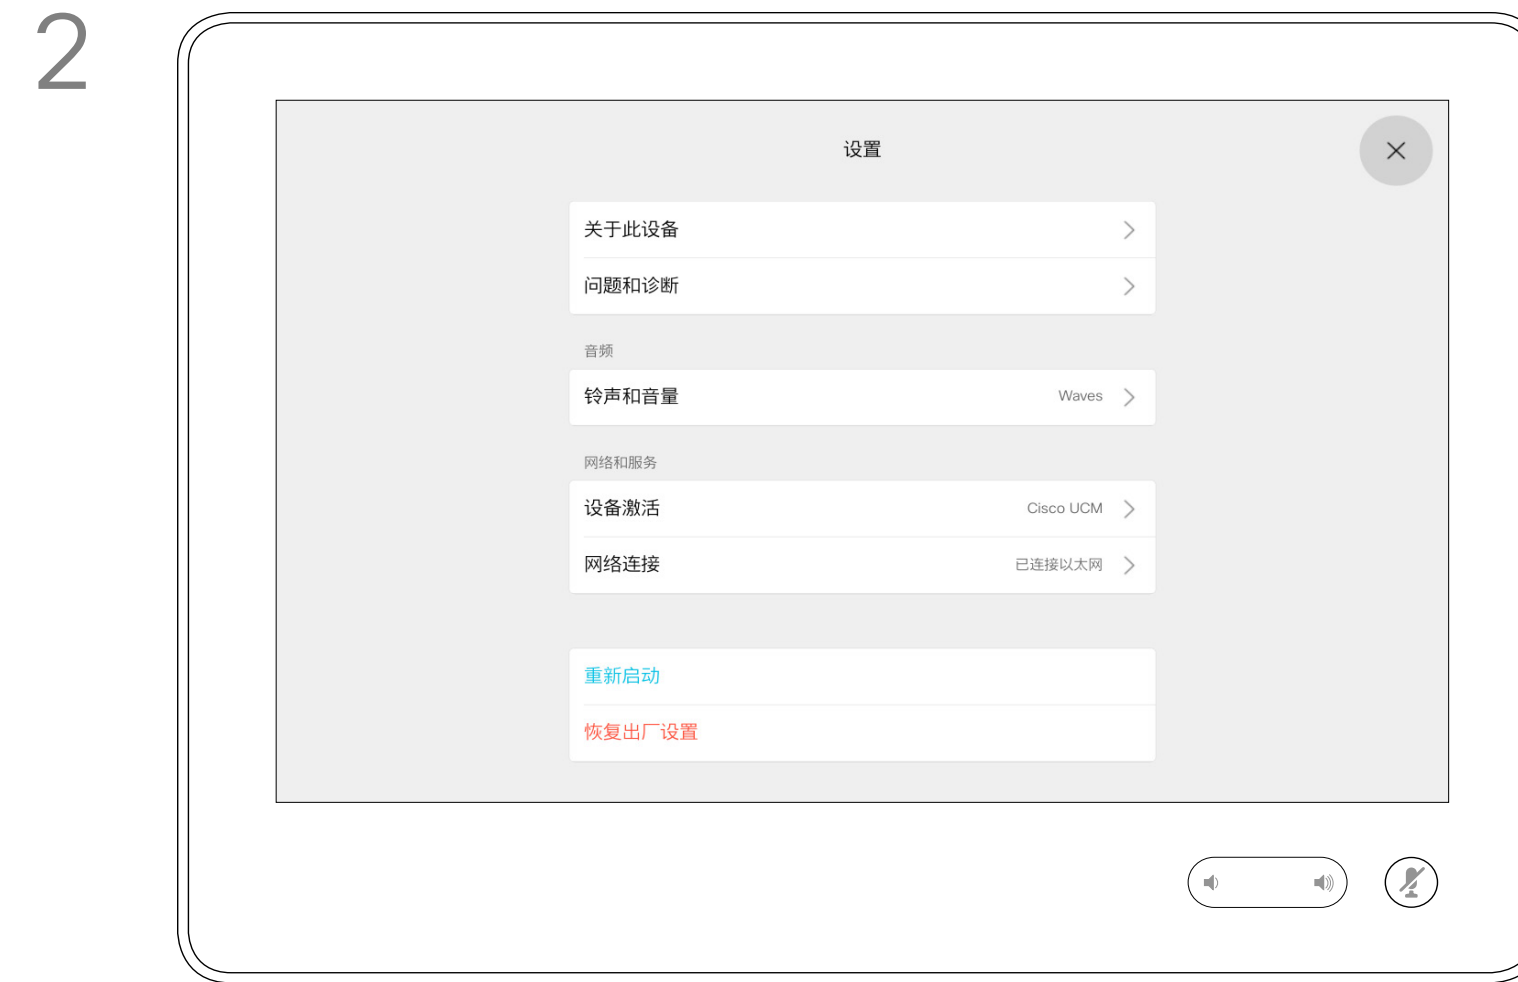 2
设置
关于此设备
问题和诊断
音频
铃声和音量 Waves
网络和服务
设备激活 Cisco UCM
网络连接 已连接以太网
重新启动
恢复出厂设置